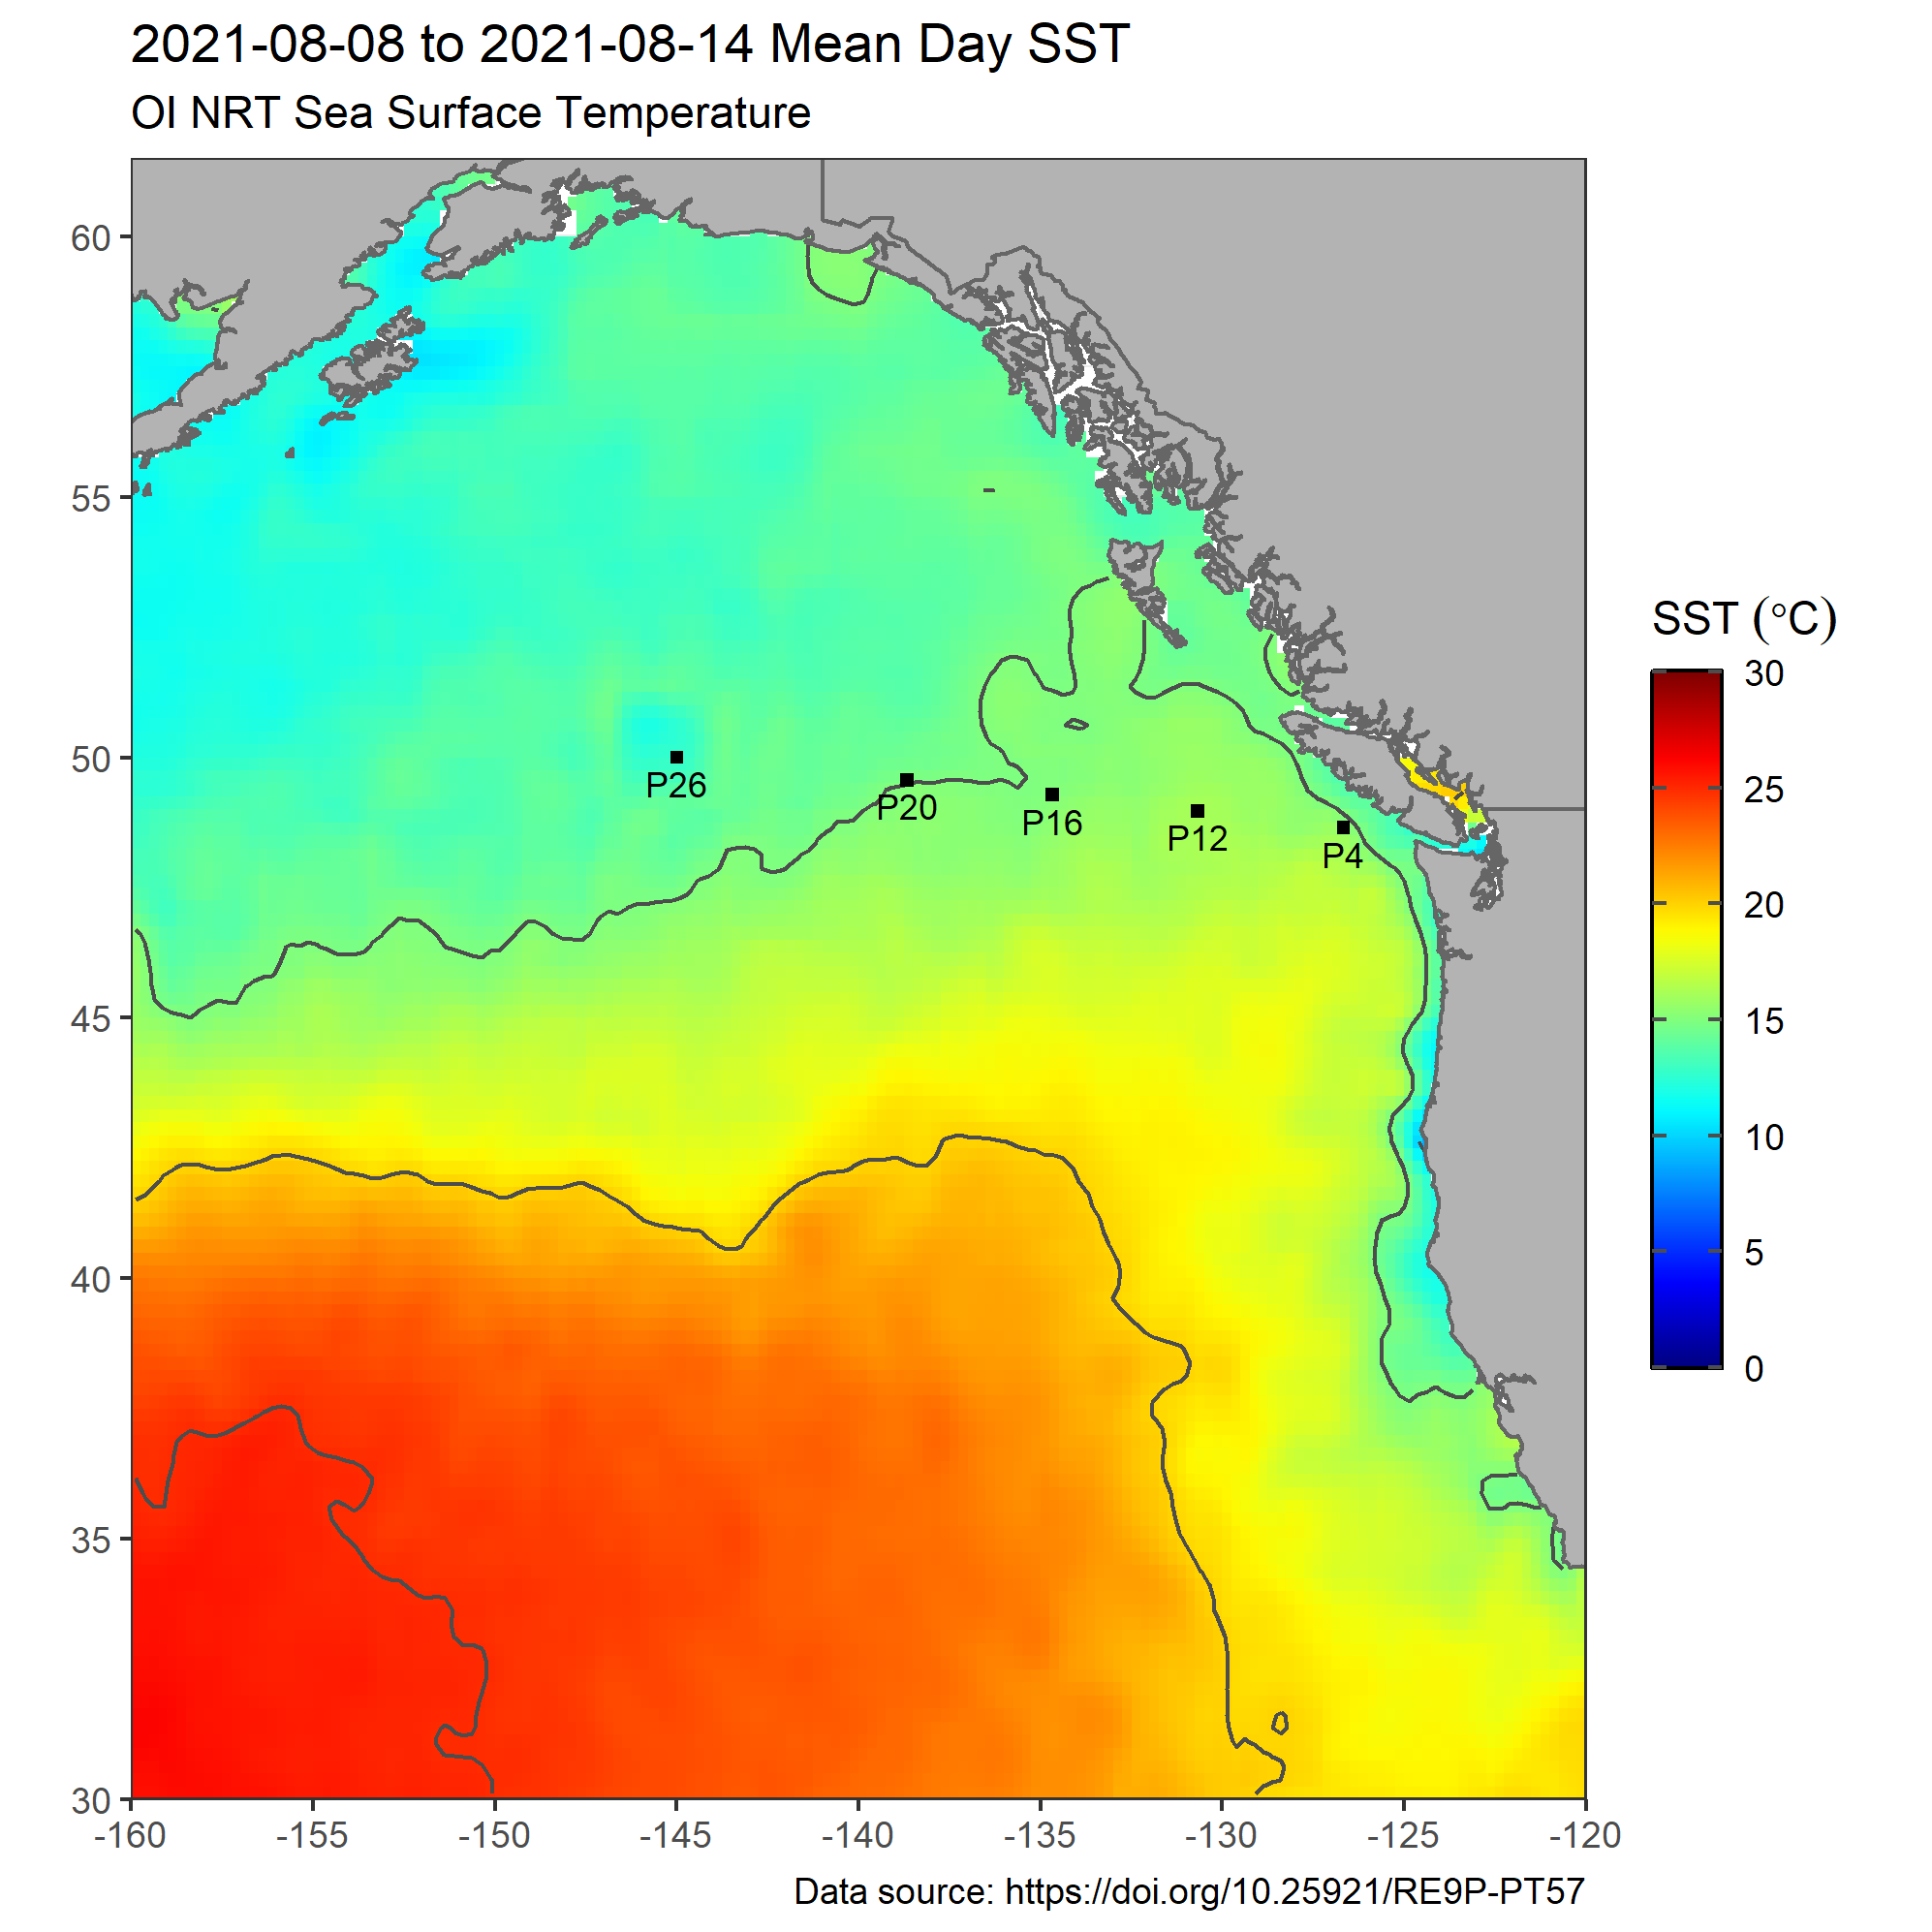 2021-08-08 to 2021-08-14 Mean Day SST
OI NRT Sea Surface Temperature
60
55
50
45
40
35
30
-160
-155
-150
-145
-140
-135
-130
-125
-120
P26
P20
P16
P12
P4
SST (°C)
30
25
20
15
10
5
0
Data source: https://doi.org/10.25921/RE9P-PT57